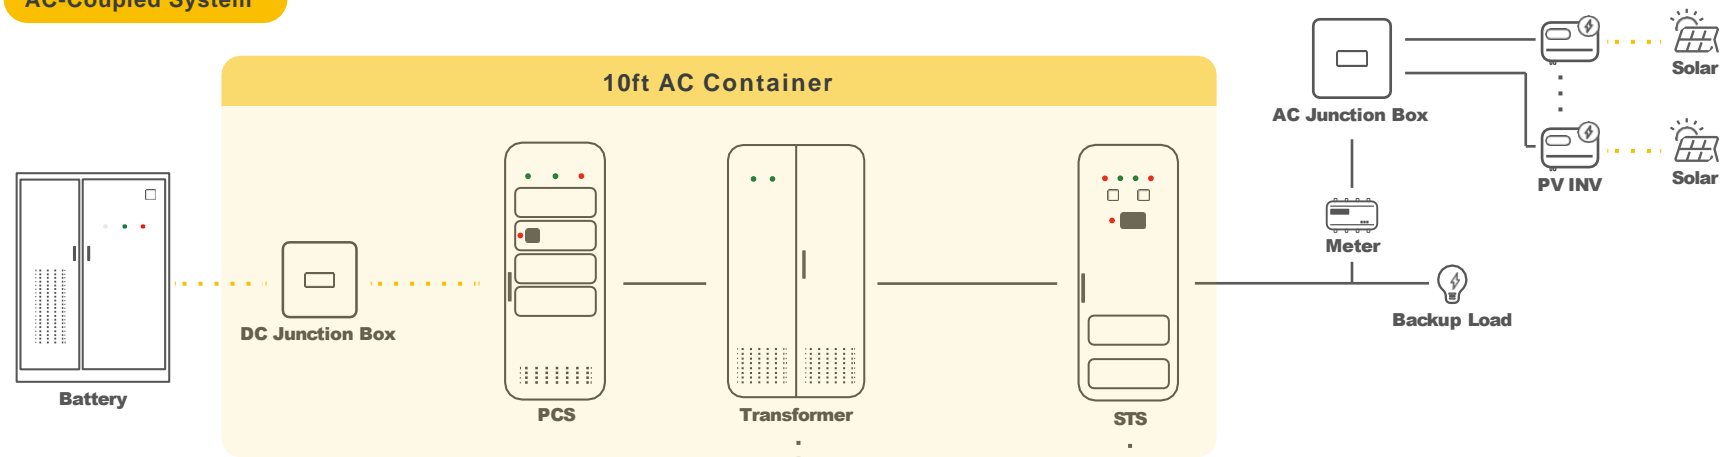 AC-Coupled System
10ft AC Container
Solar
AC Junction Box
PV INV
Solar
Meter
DC Junction Box
Backup Load
Battery
PCS
Transformer
STS